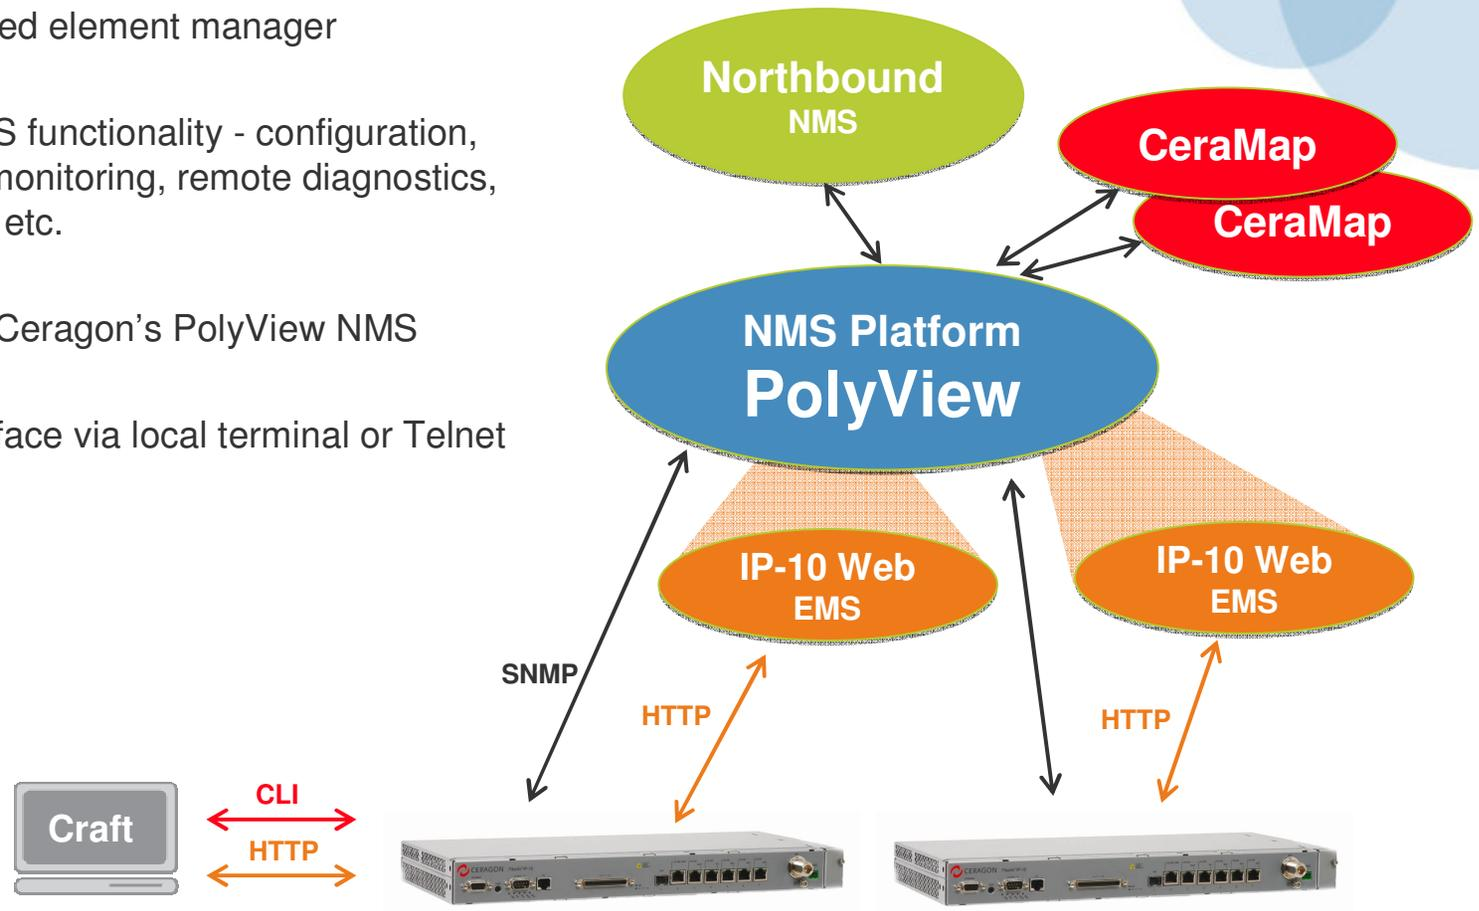 ed element manager
S functionality - configuration,
monitoring, remote diagnostics,
etc.
Ceragon's PolyView NMS
face via local terminal or Telnet
Northbound
NMS
CeraMap
CeraMap
NMS Platform
PolyView
IP-10 Web
EMS
IP-10 Web
EMS
SNMP
HTTP
HTTP
CLI
HTTP
Craft
CERAGON
CERAGON